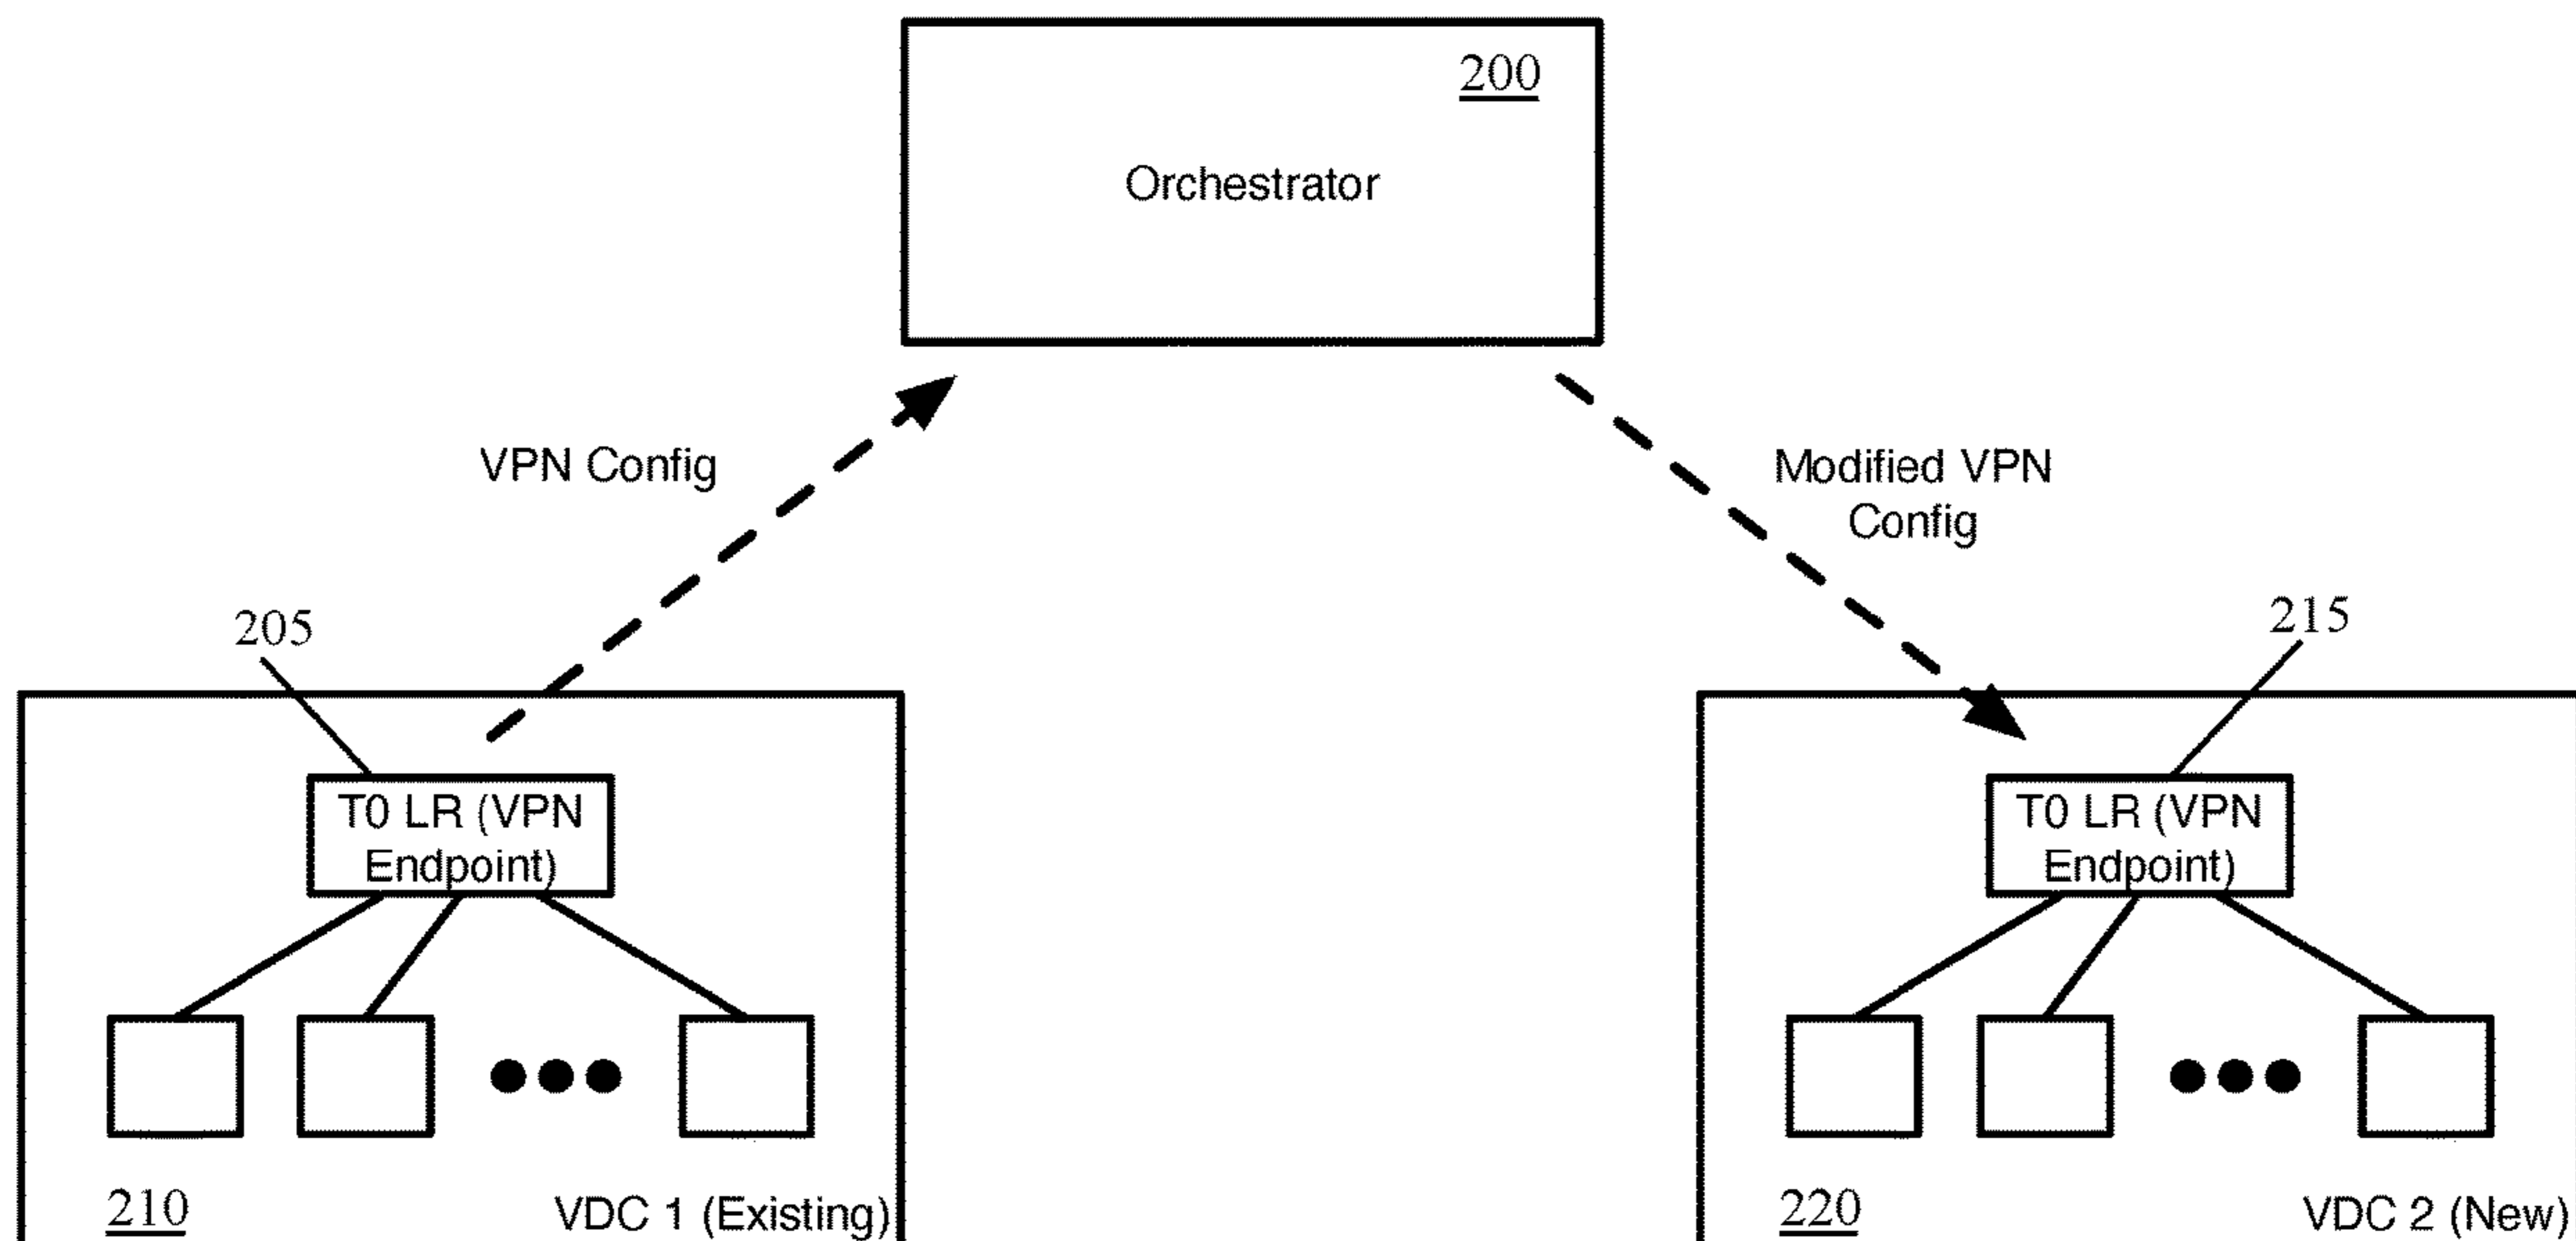 200
Orchestrator
VPN Config
Modified VPN
Config
205
215
T0 LR (VPN
Endpoint)
T0 LR (VPN
Endpoint)
210
VDC 1 (Existing)
220
VDC 2 (New)